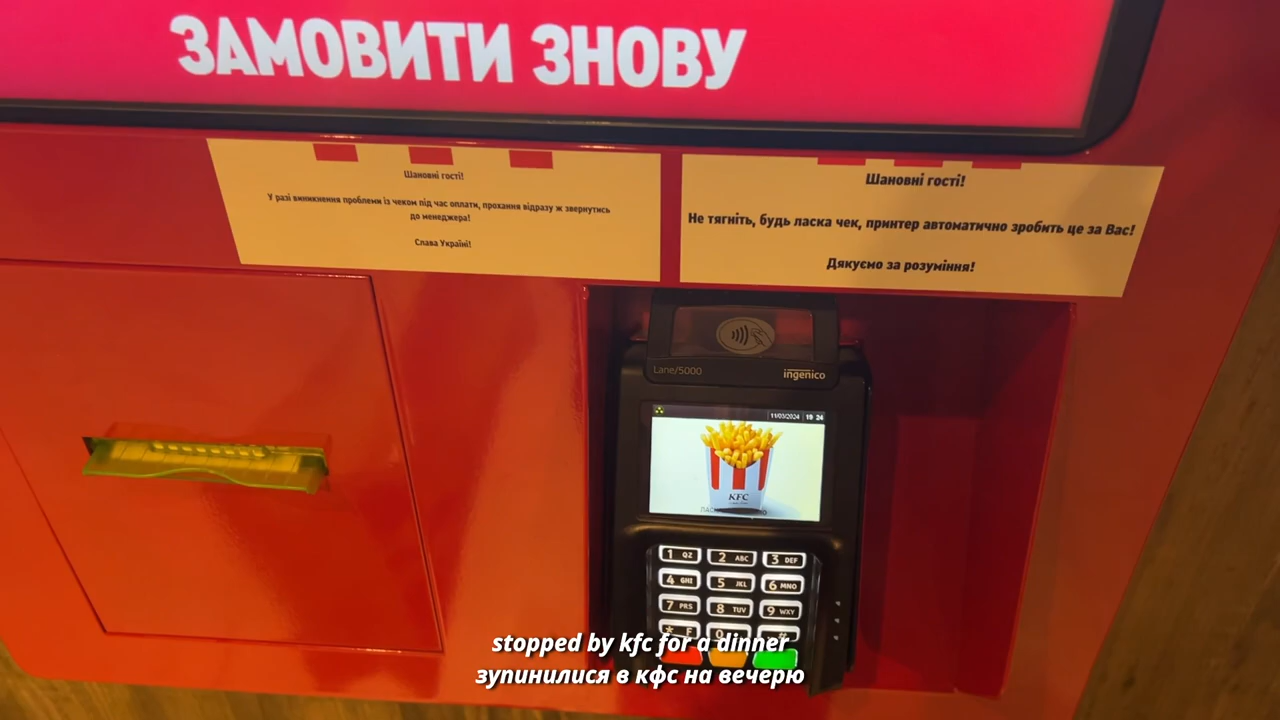 ЗАМОВИТИ ЗНОВУ
Шановні гості!
У разі виникнення проблеми із чеком під час оплати, прохання відразу ж звернутись
до менеджера!
Слава Україні!
Шановні гості!
Не тягніть, будь ласка чек, принтер автоматично зробить це за Вас!
Дякуємо за розуміння!
Lane/5000
ingenico
11/03/2024 19 24
KFC
1 QZ 2 ABC 3 DEF
4 GHI 5 JKL 6 MNO
7 PRS 8 TUV 9 WXY
* F 0 #
stopped by kfc for a dinner
зупинилися в кфс на вечерю